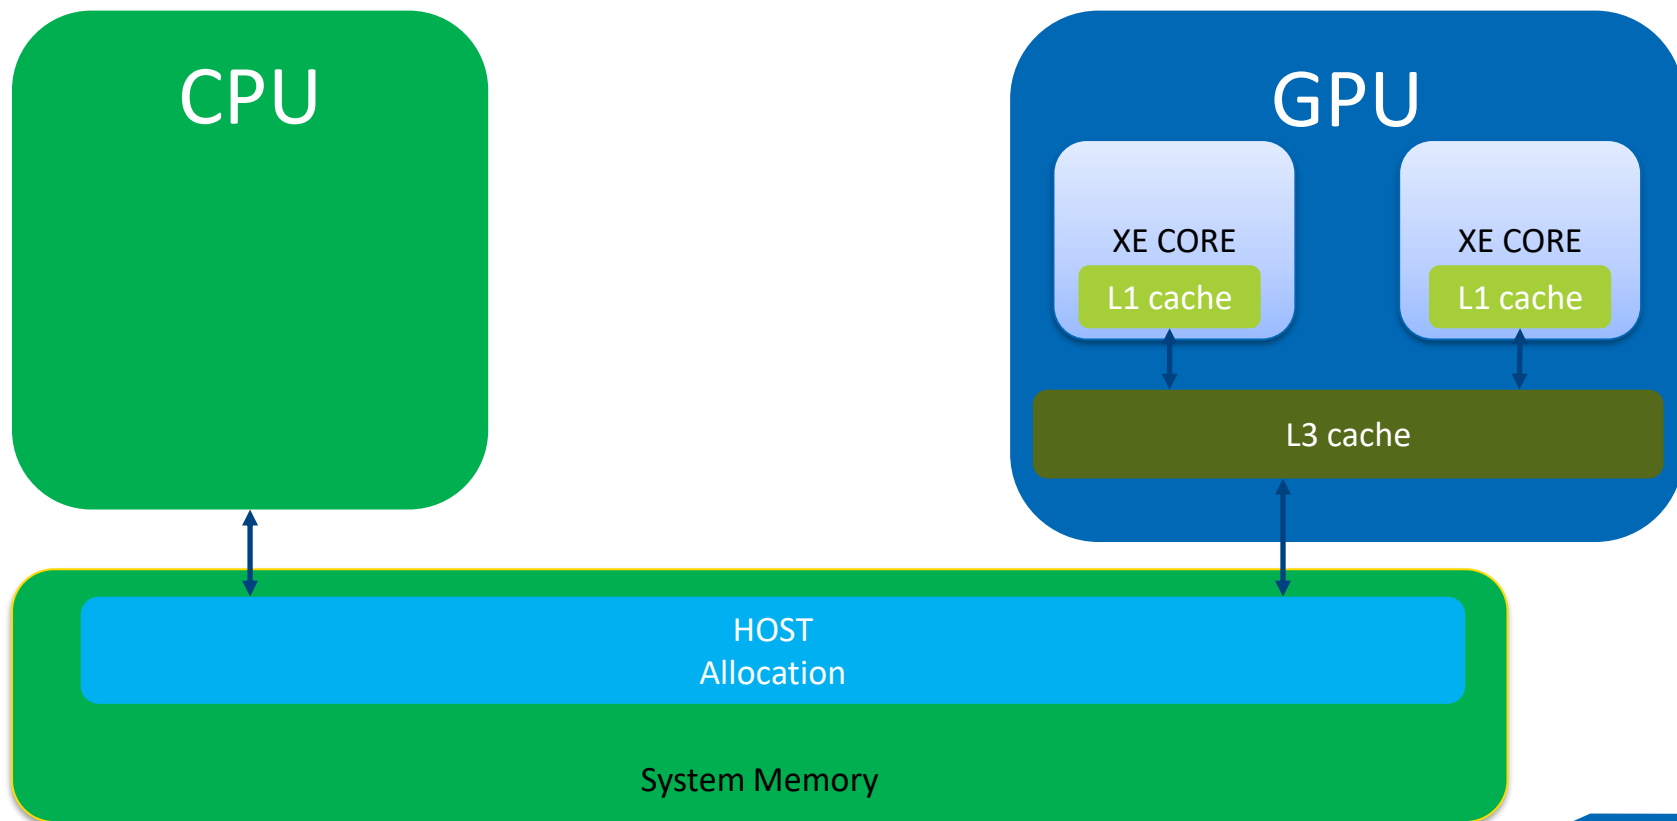 CPU
GPU
XE CORE
XE CORE
L1 cache
L1 cache
L3 cache
HOST
Allocation
System Memory